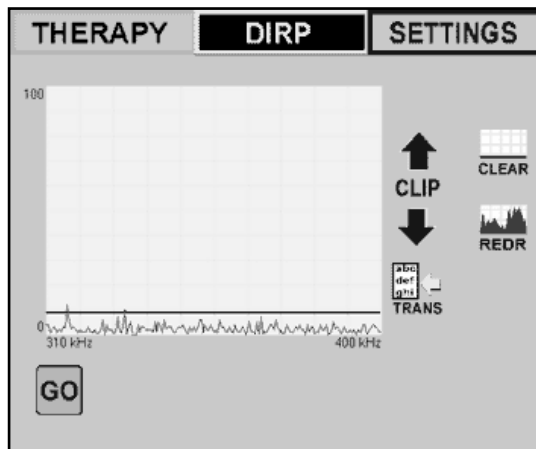 THERAPY
DIRP
SETTINGS
100
0
310 kHz
400 kHz
CLIP
abc
def
ghi
TRANS
CLEAR
REDR
GO